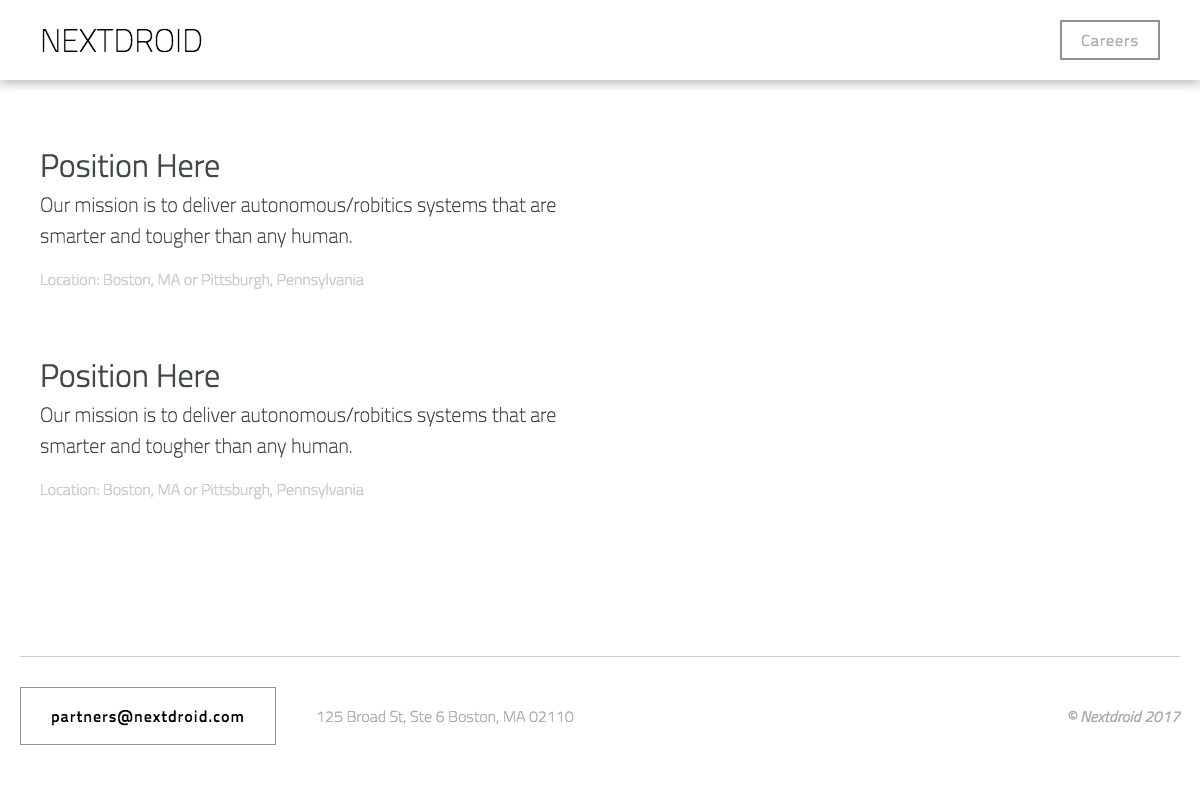 NEXTDROID
Careers
Position Here
Our mission is to deliver autonomous/robitics systems that are
smarter and tougher than any human.
Location: Boston, MA or Pittsburgh, Pennsylvania
Position Here
Our mission is to deliver autonomous/robitics systems that are
smarter and tougher than any human.
Location: Boston, MA or Pittsburgh, Pennsylvania
partners@nextdroid.com
125 Broad St, Ste 6 Boston, MA 02110
© Nextdroid 2017